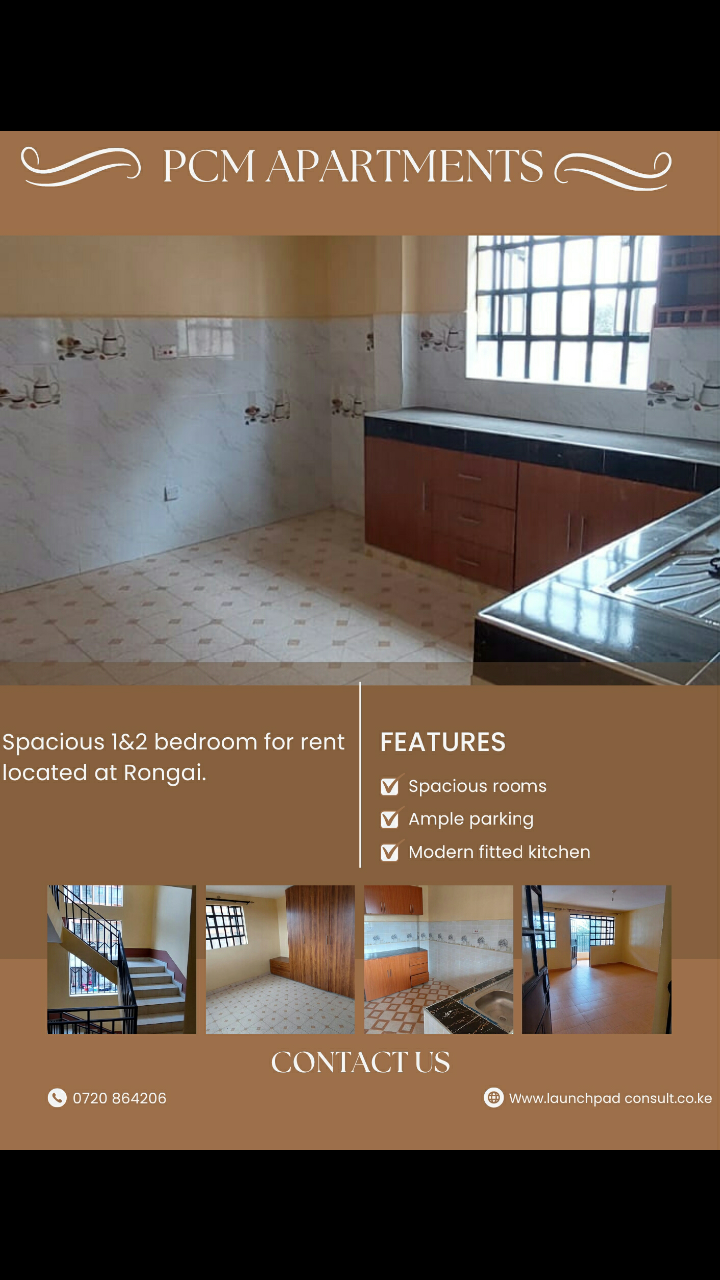 PCM APARTMENTS
Spacious 1&2 bedroom for rent
located at Rongai.
FEATURES
Spacious rooms
Ample parking
Modern fitted kitchen
CONTACT US
0720 864206
Www.launchpad consult.co.ke